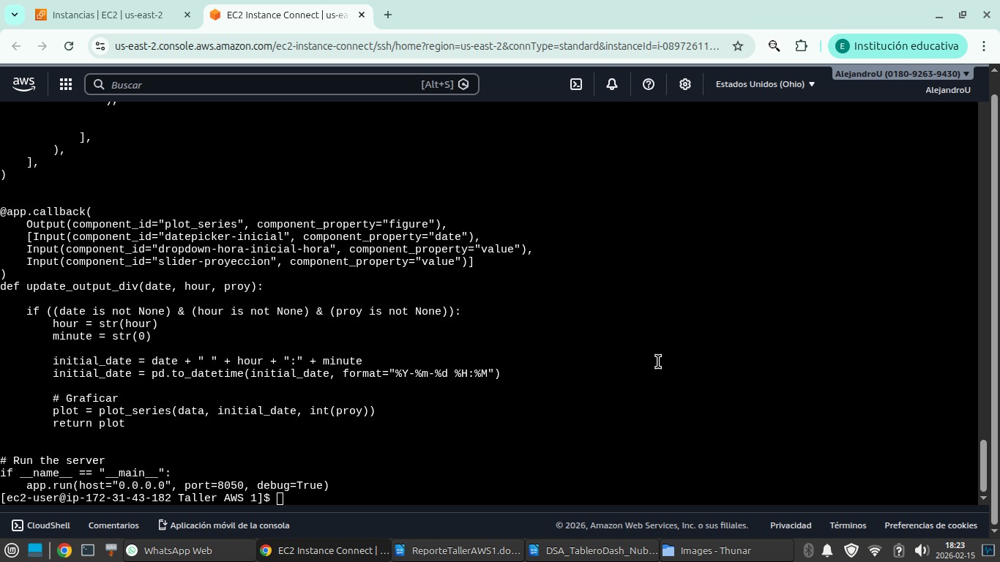 Instancias | EC2 | us-east-2
EC2 Instance Connect | us-ea
us-east-2.console.aws.amazon.com/ec2-instance-connect/ssh/home?region=us-east-2&connType=standard&instanceId=i-08972611...
E Institución educativa
aws
Buscar
[Alt+S]
Estados Unidos (Ohio)
AlejandroU (0180-9263-9430)
AlejandroU
),
],
),
],
)
@app.callback(
Output(component_id="plot_series", component_property="figure"),
[Input(component_id="datepicker-inicial", component_property="date"),
Input(component_id="dropdown-hora-inicial-hora", component_property="value"),
Input(component_id="slider-proyeccion", component_property="value")]
)
def update_output_div(date, hour, proy):
if ((date is not None) & (hour is not None) & (proy is not None)):
hour = str(hour)
minute = str(0)
initial_date = date + " " + hour + ":" + minute
initial_date = pd.to_datetime(initial_date, format="%Y-%m-%d %H:%M")
# Graficar
plot = plot_series(data, initial_date, int(proy))
return plot
# Run the server
if __name__ == "__main__":
app.run(host="0.0.0.0", port=8050, debug=True)
[ec2-user@ip-172-31-43-182 Taller AWS 1]$
CloudShell
Comentarios
Aplicación móvil de la consola
© 2026, Amazon Web Services, Inc. o sus filiales.
Privacidad
Términos
Preferencias de cookies
WhatsApp Web
EC2 Instance Connect | ...
ReporteTallerAWS1.do...
DSA_TableroDash_Nub...
Images - Thunar
18:23
2026-02-15